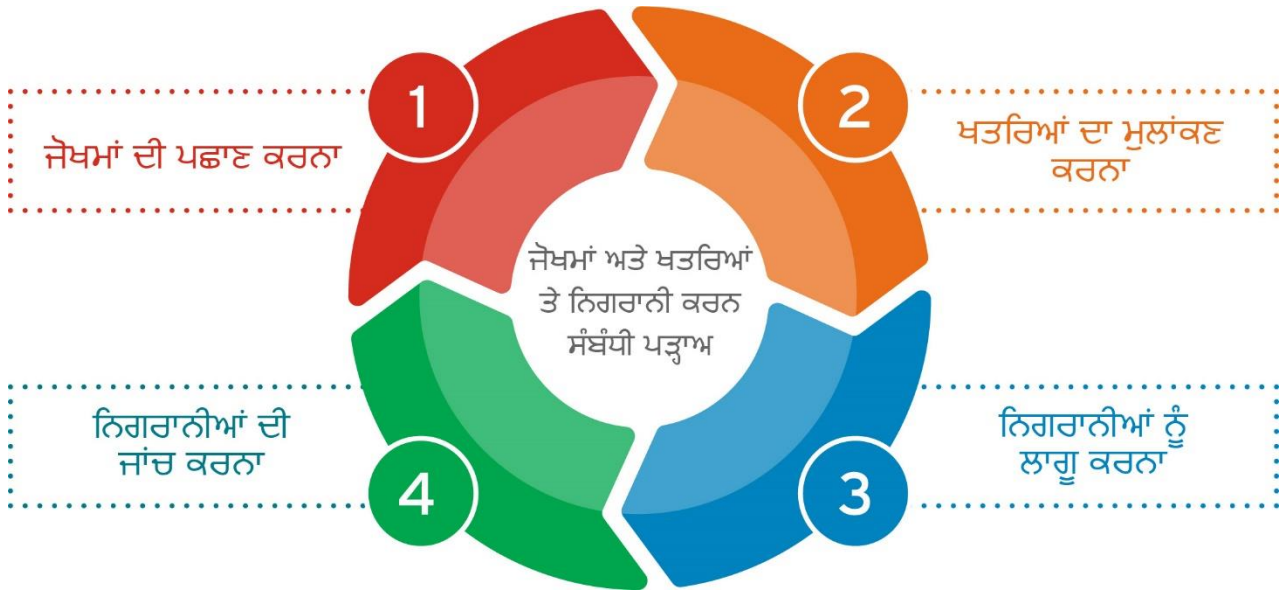 1
ਜੋਖਮਾਂ ਦੀ ਪਛਾਣ ਕਰਨਾ
2
ਖਤਰਿਆਂ ਦਾ ਮੁਲਾਂਕਣ
ਕਰਨਾ
ਜੋਖਮਾਂ ਅਤੇ ਖਤਰਿਆਂ
ਤੇ ਨਿਗਰਾਨੀ ਕਰਨ
ਸੰਬੰਧੀ ਪੜ੍ਹਾਅ
3
ਨਿਗਰਾਨੀਆਂ ਨੂੰ
ਲਾਗੂ ਕਰਨਾ
4
ਨਿਗਰਾਨੀਆਂ ਦੀ
ਜਾਂਚ ਕਰਨਾ